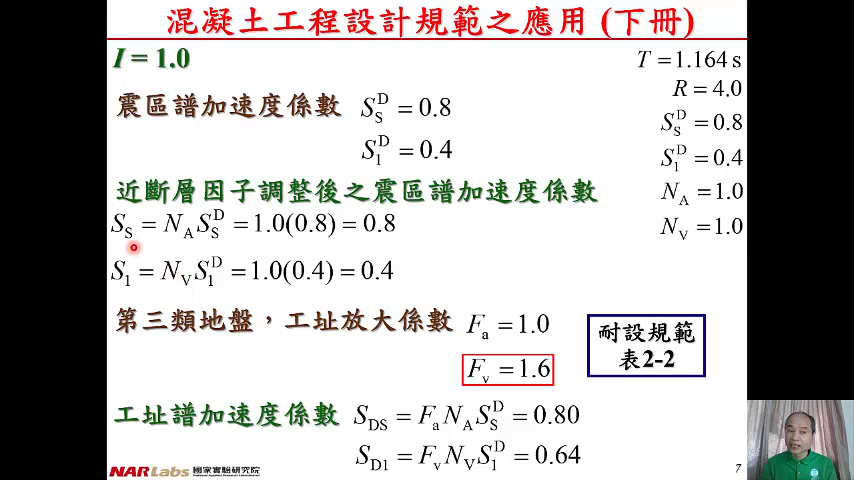 混凝土工程設計規範之應用 (下冊)
I = 1.0
震區譜加速度係數 S_S^D = 0.8
S_1^D = 0.4
近斷層因子調整後之震區譜加速度係數
S_S = N_A S_S^D = 1.0(0.8) = 0.8
S_1 = N_V S_1^D = 1.0(0.4) = 0.4
第三類地盤，工址放大係數 F_a = 1.0
F_v = 1.6
工址譜加速度係數 S_DS = F_a N_A S_S^D = 0.80
S_D1 = F_v N_V S_1^D = 0.64
T = 1.164 s
R = 4.0
S_S^D = 0.8
S_1^D = 0.4
N_A = 1.0
N_V = 1.0
耐設規範
表2-2
NARLabs 國家實驗研究院
7